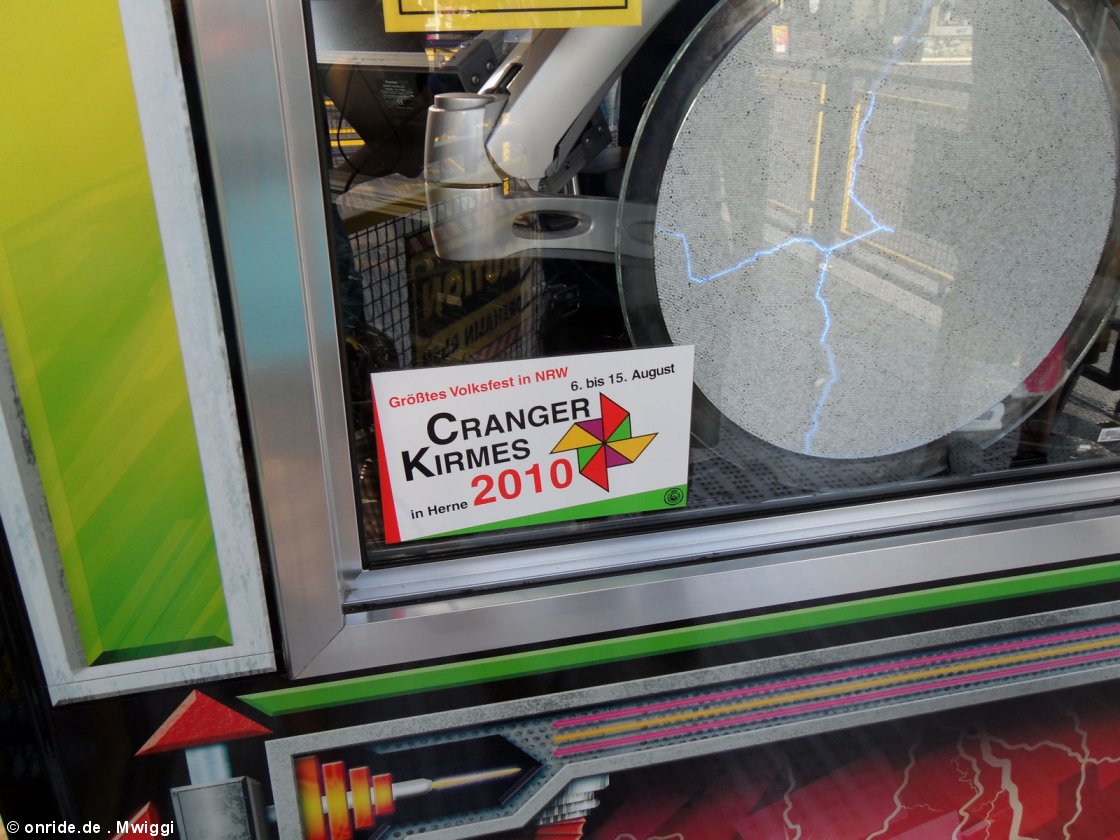 Größtes Volksfest in NRW
6. bis 15. August
CRANGER
KIRMES
2010
in Herne
© onride.de . Mwiggi